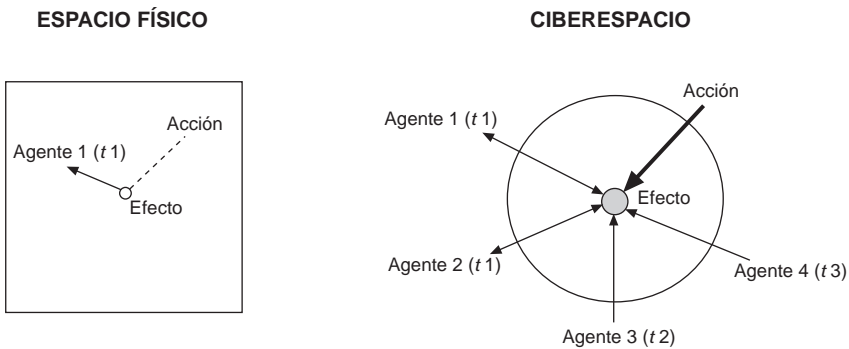 ESPACIO FÍSICO
Acción
Agente 1 (t 1)
Efecto
CIBERESPACIO
Acción
Agente 1 (t 1)
Efecto
Agente 2 (t 1)
Agente 4 (t 3)
Agente 3 (t 2)